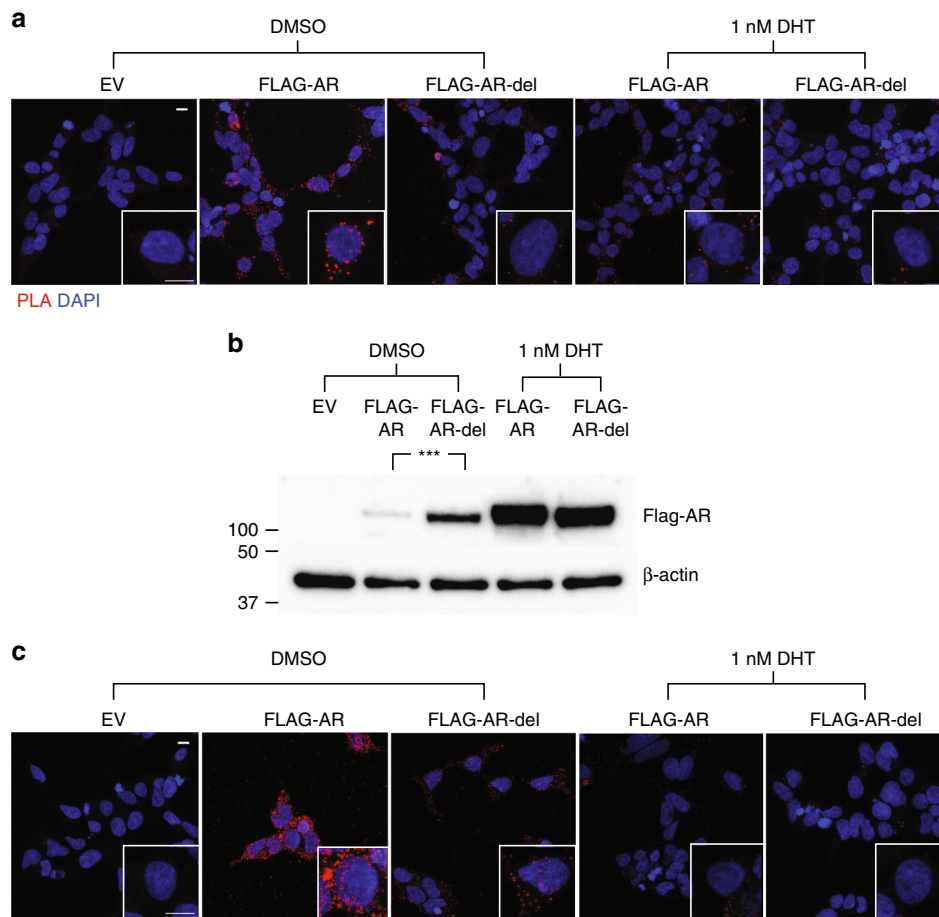 a
DMSO
1 nM DHT
EV
FLAG-AR
FLAG-AR-del
FLAG-AR
FLAG-AR-del
PLA DAPI
b
DMSO
1 nM DHT
EV
FLAG-
AR
FLAG-
AR-del
FLAG-
AR
FLAG-
AR-del
***
Flag-AR
100
50
β-actin
37
c
DMSO
1 nM DHT
EV
FLAG-AR
FLAG-AR-del
FLAG-AR
FLAG-AR-del